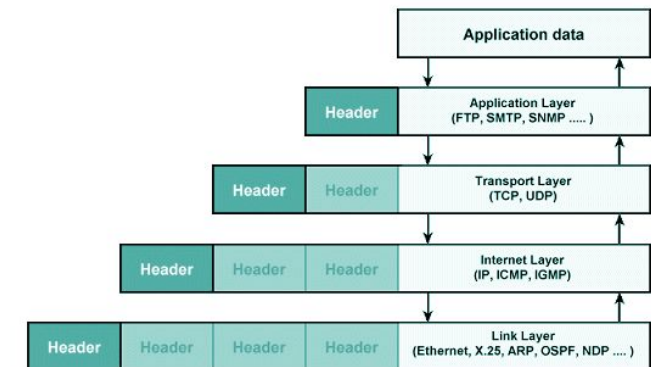 Application data
Header
Application Layer
(FTP, SMTP, SNMP ..... )
Header Header
Transport Layer
(TCP, UDP)
Header Header Header
Internet Layer
(IP, ICMP, IGMP)
Header Header Header Header
Link Layer
(Ethernet, X.25, ARP, OSPF, NDP .... )